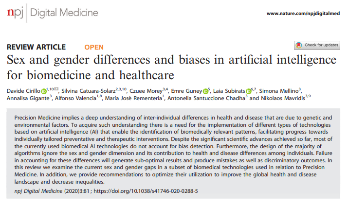 npj | Digital Medicine
www.nature.com/npjdigitalmed
Check for updates
REVIEW ARTICLE OPEN
Sex and gender differences and biases in artificial intelligence
for biomedicine and healthcare
Davide Cirillo, Silvina Catuara-Solarz, Czuee Morey, Emre Guney, Laia Subirats, Simona Mellino,
Annalisa Gigante, Alfonso Valencia, María José Rementeria, Antonella Santuccione Chadha and Nikolaos Mavridis
Precision Medicine implies a deep understanding of inter-individual differences in health and disease that are due to genetic and
environmental factors. To acquire such understanding there is a need for the implementation of different types of technologies
based on artificial intelligence (AI) that enable the identification of biomedically relevant patterns, facilitating progress towards
individually tailored preventative and therapeutic interventions. Despite the significant scientific advances achieved so far, most of
the currently used biomedical AI technologies do not account for bias detection. Furthermore, the design of the majority of
algorithms ignore the sex and gender dimension and its contribution to health and disease differences among individuals. Failure
in accounting for these differences will generate sub-optimal results and produce mistakes as well as discriminatory outcomes. In
this review we examine the current sex and gender gaps in a subset of biomedical technologies used in relation to Precision
Medicine. In addition, we provide recommendations to optimize their utilization to improve the global health and disease
landscape and decrease inequalities.
npj Digital Medicine (2020)3:81 ; https://doi.org/10.1038/s41746-020-0288-5